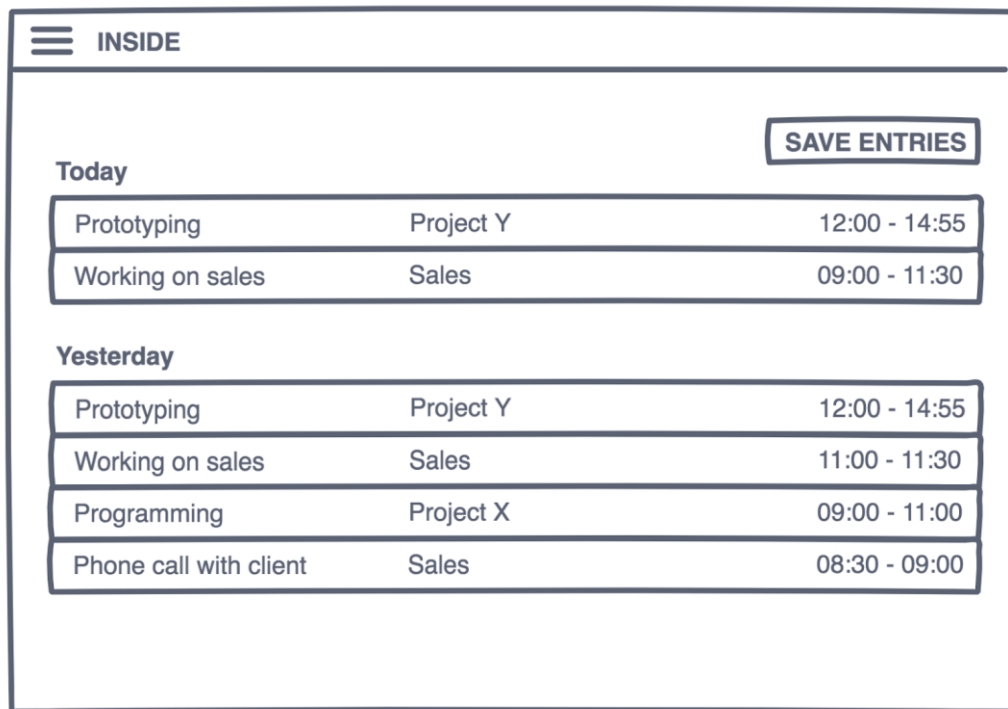 INSIDE
SAVE ENTRIES
Today
Prototyping Project Y 12:00 - 14:55
Working on sales Sales 09:00 - 11:30
Yesterday
Prototyping Project Y 12:00 - 14:55
Working on sales Sales 11:00 - 11:30
Programming Project X 09:00 - 11:00
Phone call with client Sales 08:30 - 09:00